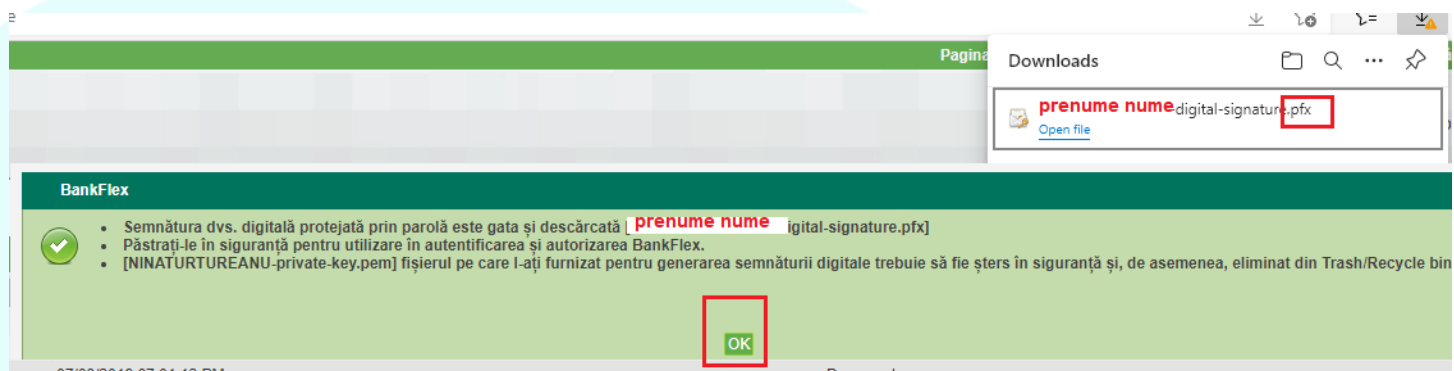 e
Pagina
Downloads
prenume nume-digital-signature.pfx
Open file
BankFlex
Semnătura dvs. digitală protejată prin parolă este gata și descărcată [ prenume nume igital-signature.pfx]
Păstrați-le în siguranță pentru utilizare în autentificarea și autorizarea BankFlex.
[NINATURTUREANU-private-key.pem] fișierul pe care l-ați furnizat pentru generarea semnăturii digitale trebuie să fie șters în siguranță și, de asemenea, eliminat din Trash/Recycle bin
OK